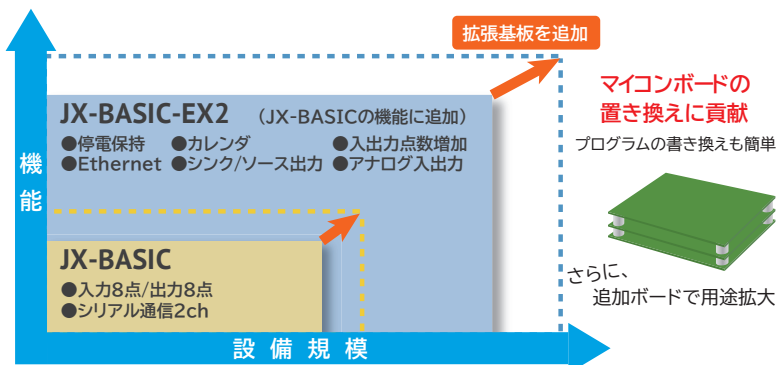 拡張基板を追加
JX-BASIC-EX2 (JX-BASICの機能に追加)
●停電保持 ●カレンダ ●入出力点数増加
●Ethernet ●シンク/ソース出力 ●アナログ入出力
機能
JX-BASIC
●入力8点/出力8点
●シリアル通信2ch
設備規模
マイコンボードの
置き換えに貢献
プログラムの書き換えも簡単
さらに、
追加ボードで用途拡大